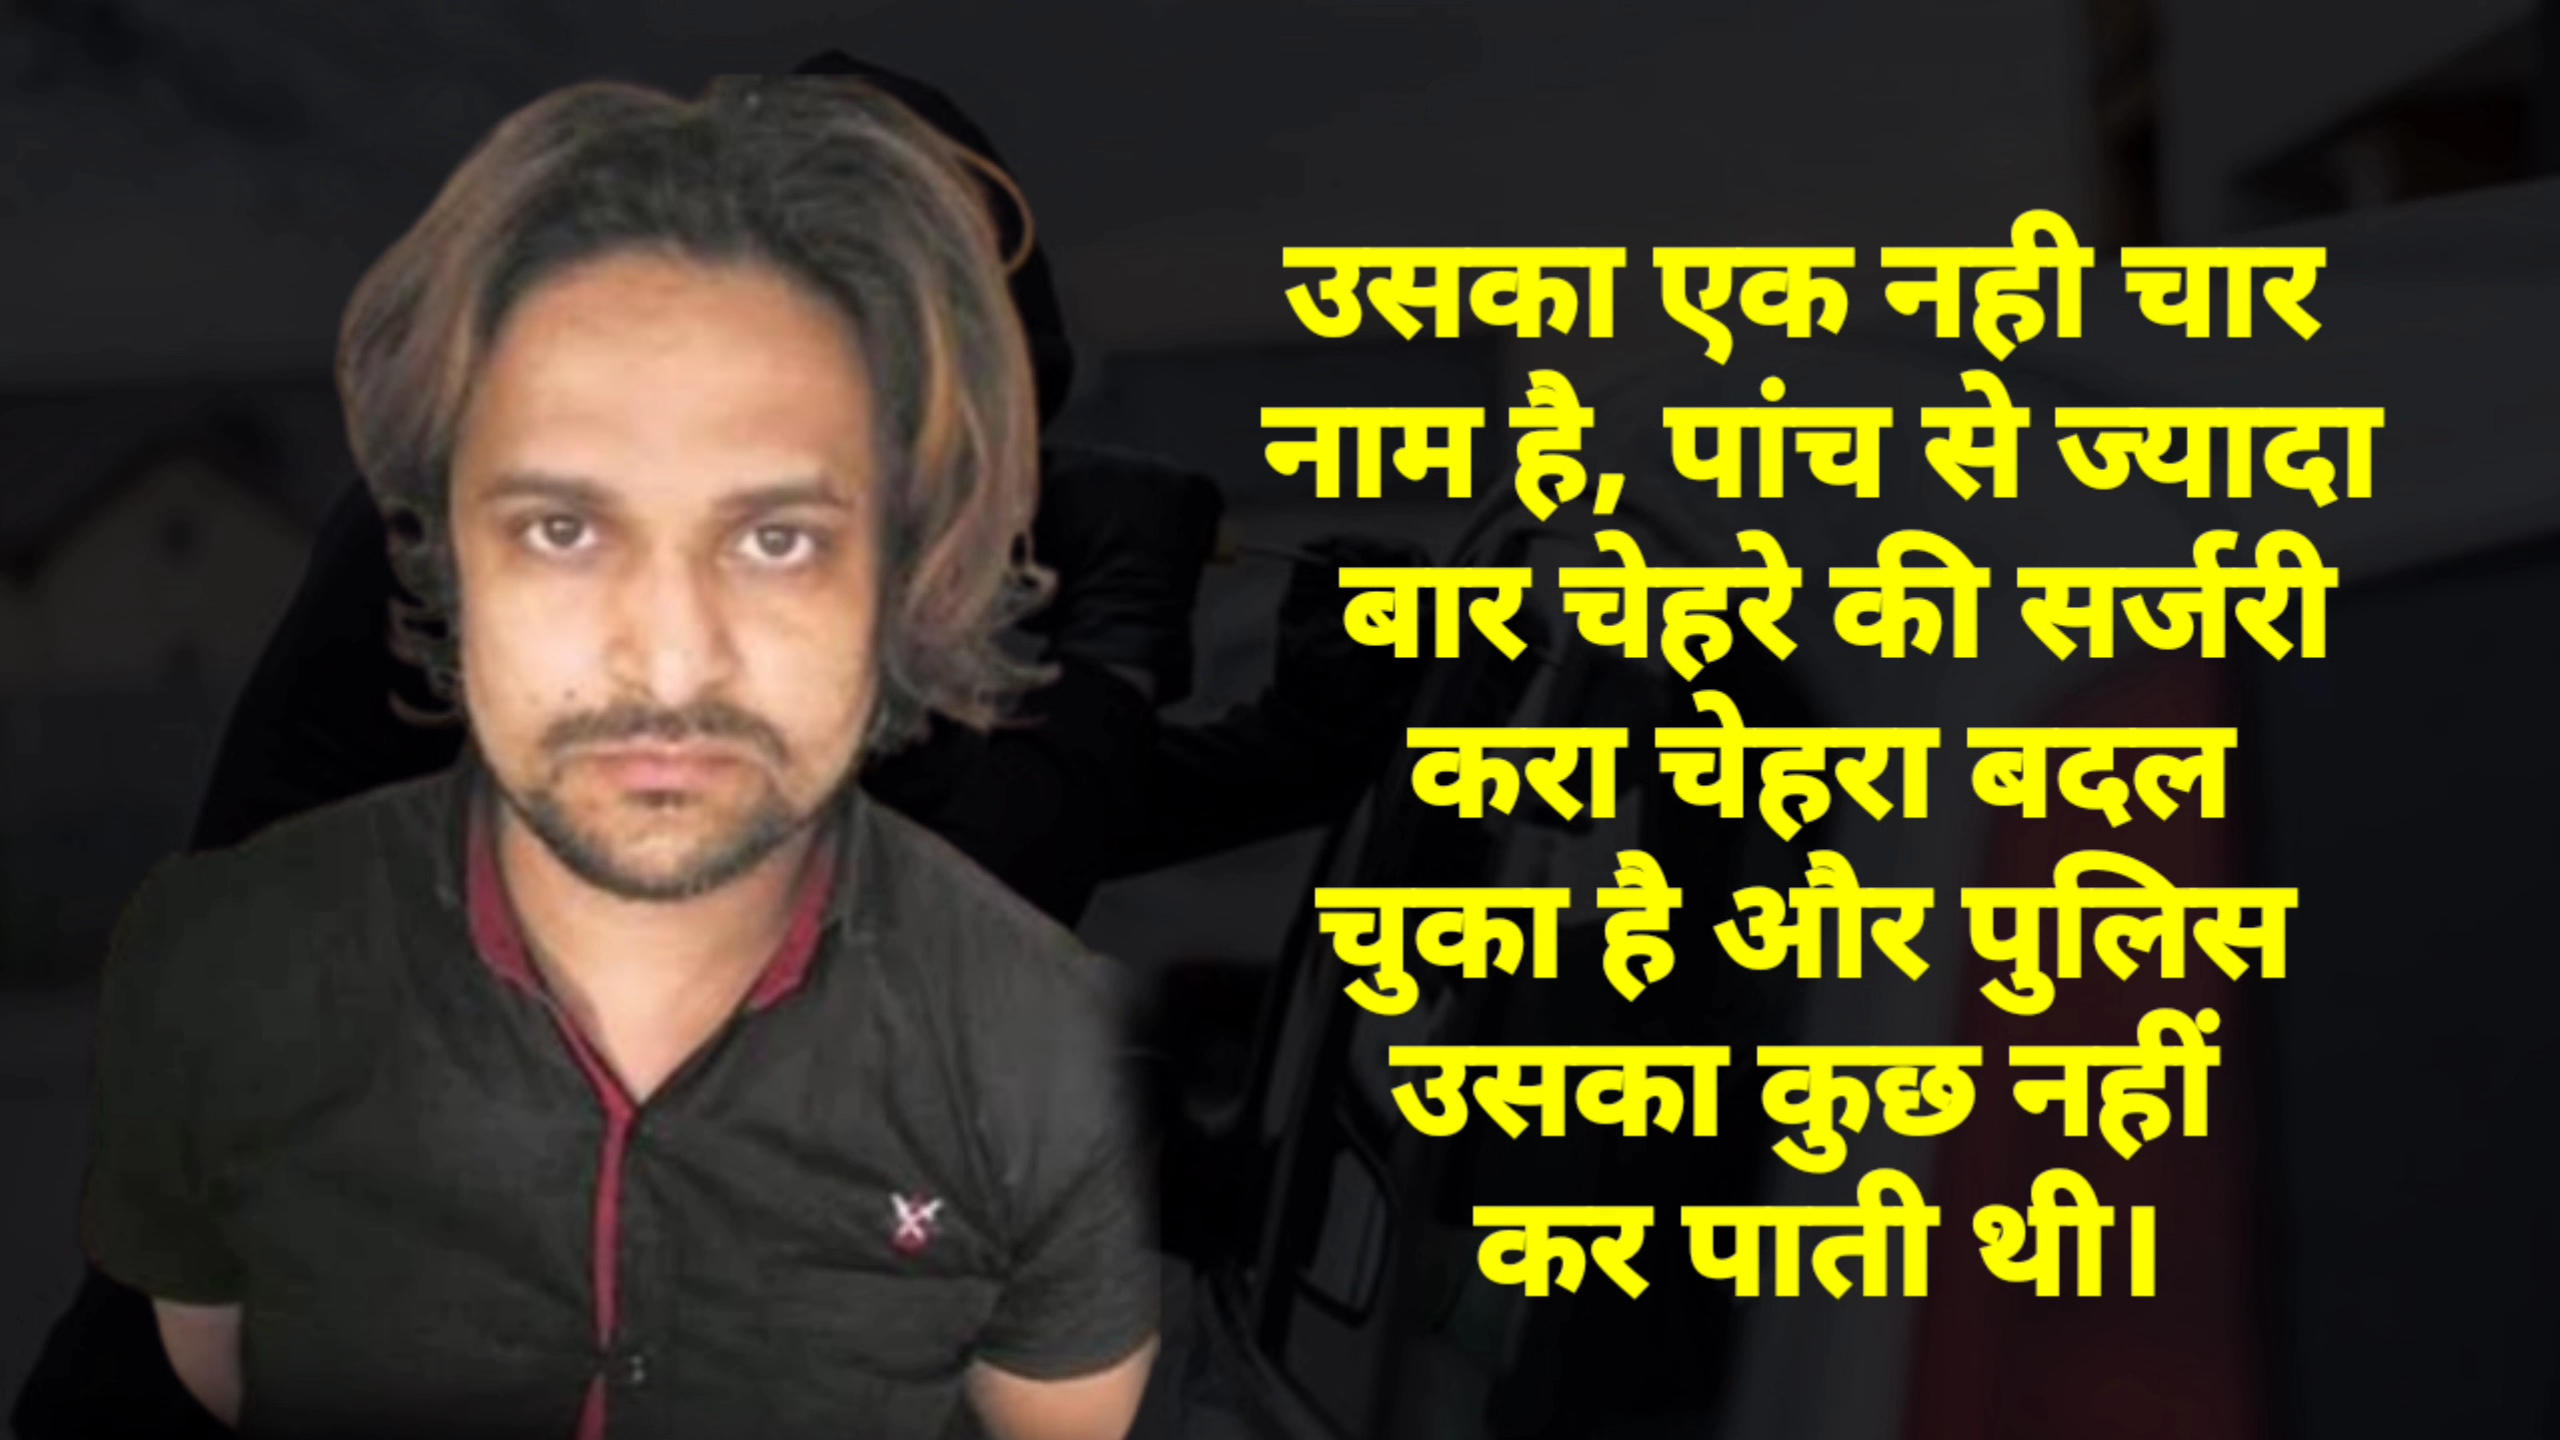 उसका एक नही चार
नाम है, पांच से ज्यादा
बार चेहरे की सर्जरी
करा चेहरा बदल
चुका है और पुलिस
उसका कुछ नहीं
कर पाती थी।